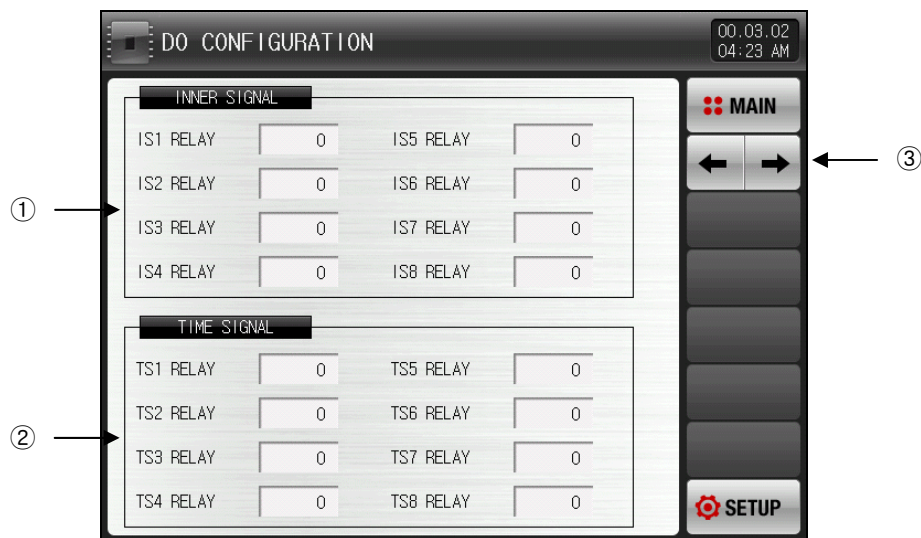 DO CONFIGURATION
00.03.02
04:23 AM
INNER SIGNAL
IS1 RELAY 0 IS5 RELAY 0
IS2 RELAY 0 IS6 RELAY 0
IS3 RELAY 0 IS7 RELAY 0
IS4 RELAY 0 IS8 RELAY 0
TIME SIGNAL
TS1 RELAY 0 TS5 RELAY 0
TS2 RELAY 0 TS6 RELAY 0
TS3 RELAY 0 TS7 RELAY 0
TS4 RELAY 0 TS8 RELAY 0
MAIN
SETUP
①
②
③